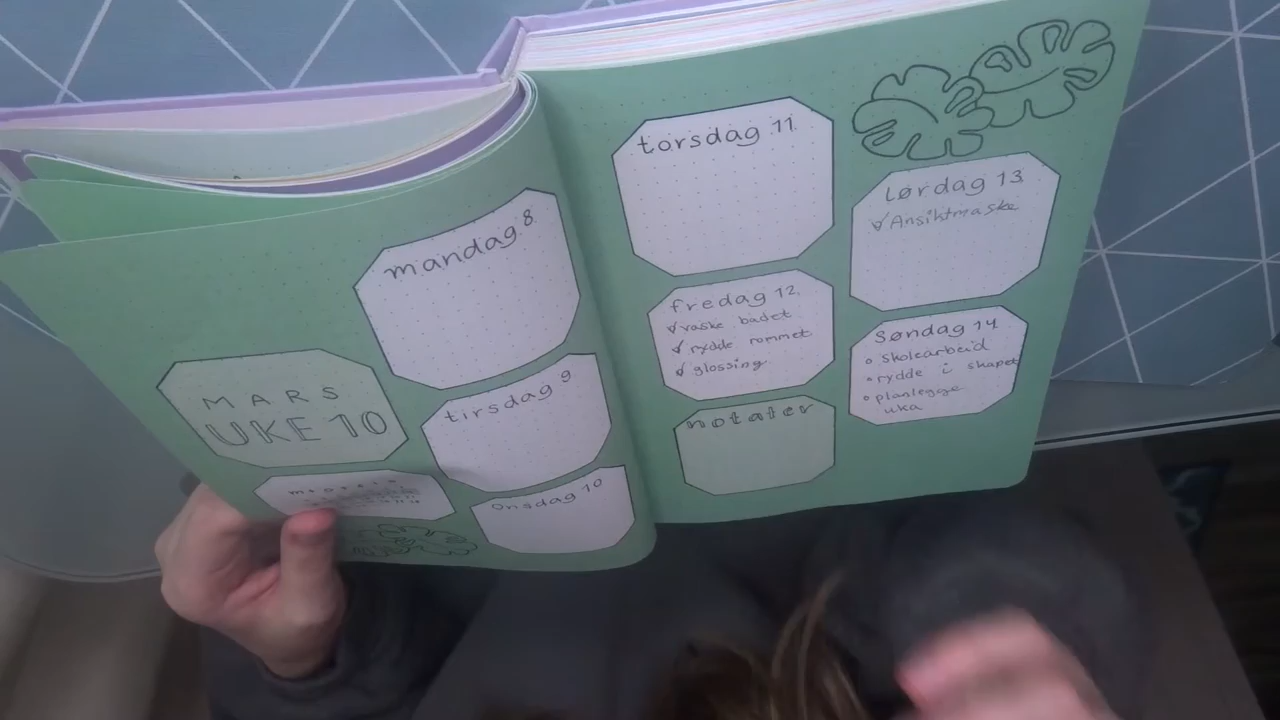 MARS
UKE 10
mandag 8
tirsdag 9
onsdag 10
torsdag 11
fredag 12
vaske badet
rydde rommet
glossing
notater
lørdag 13
Ansiktmaske
søndag 14
skolearbeid
rydde i skapet
planlegge
uka